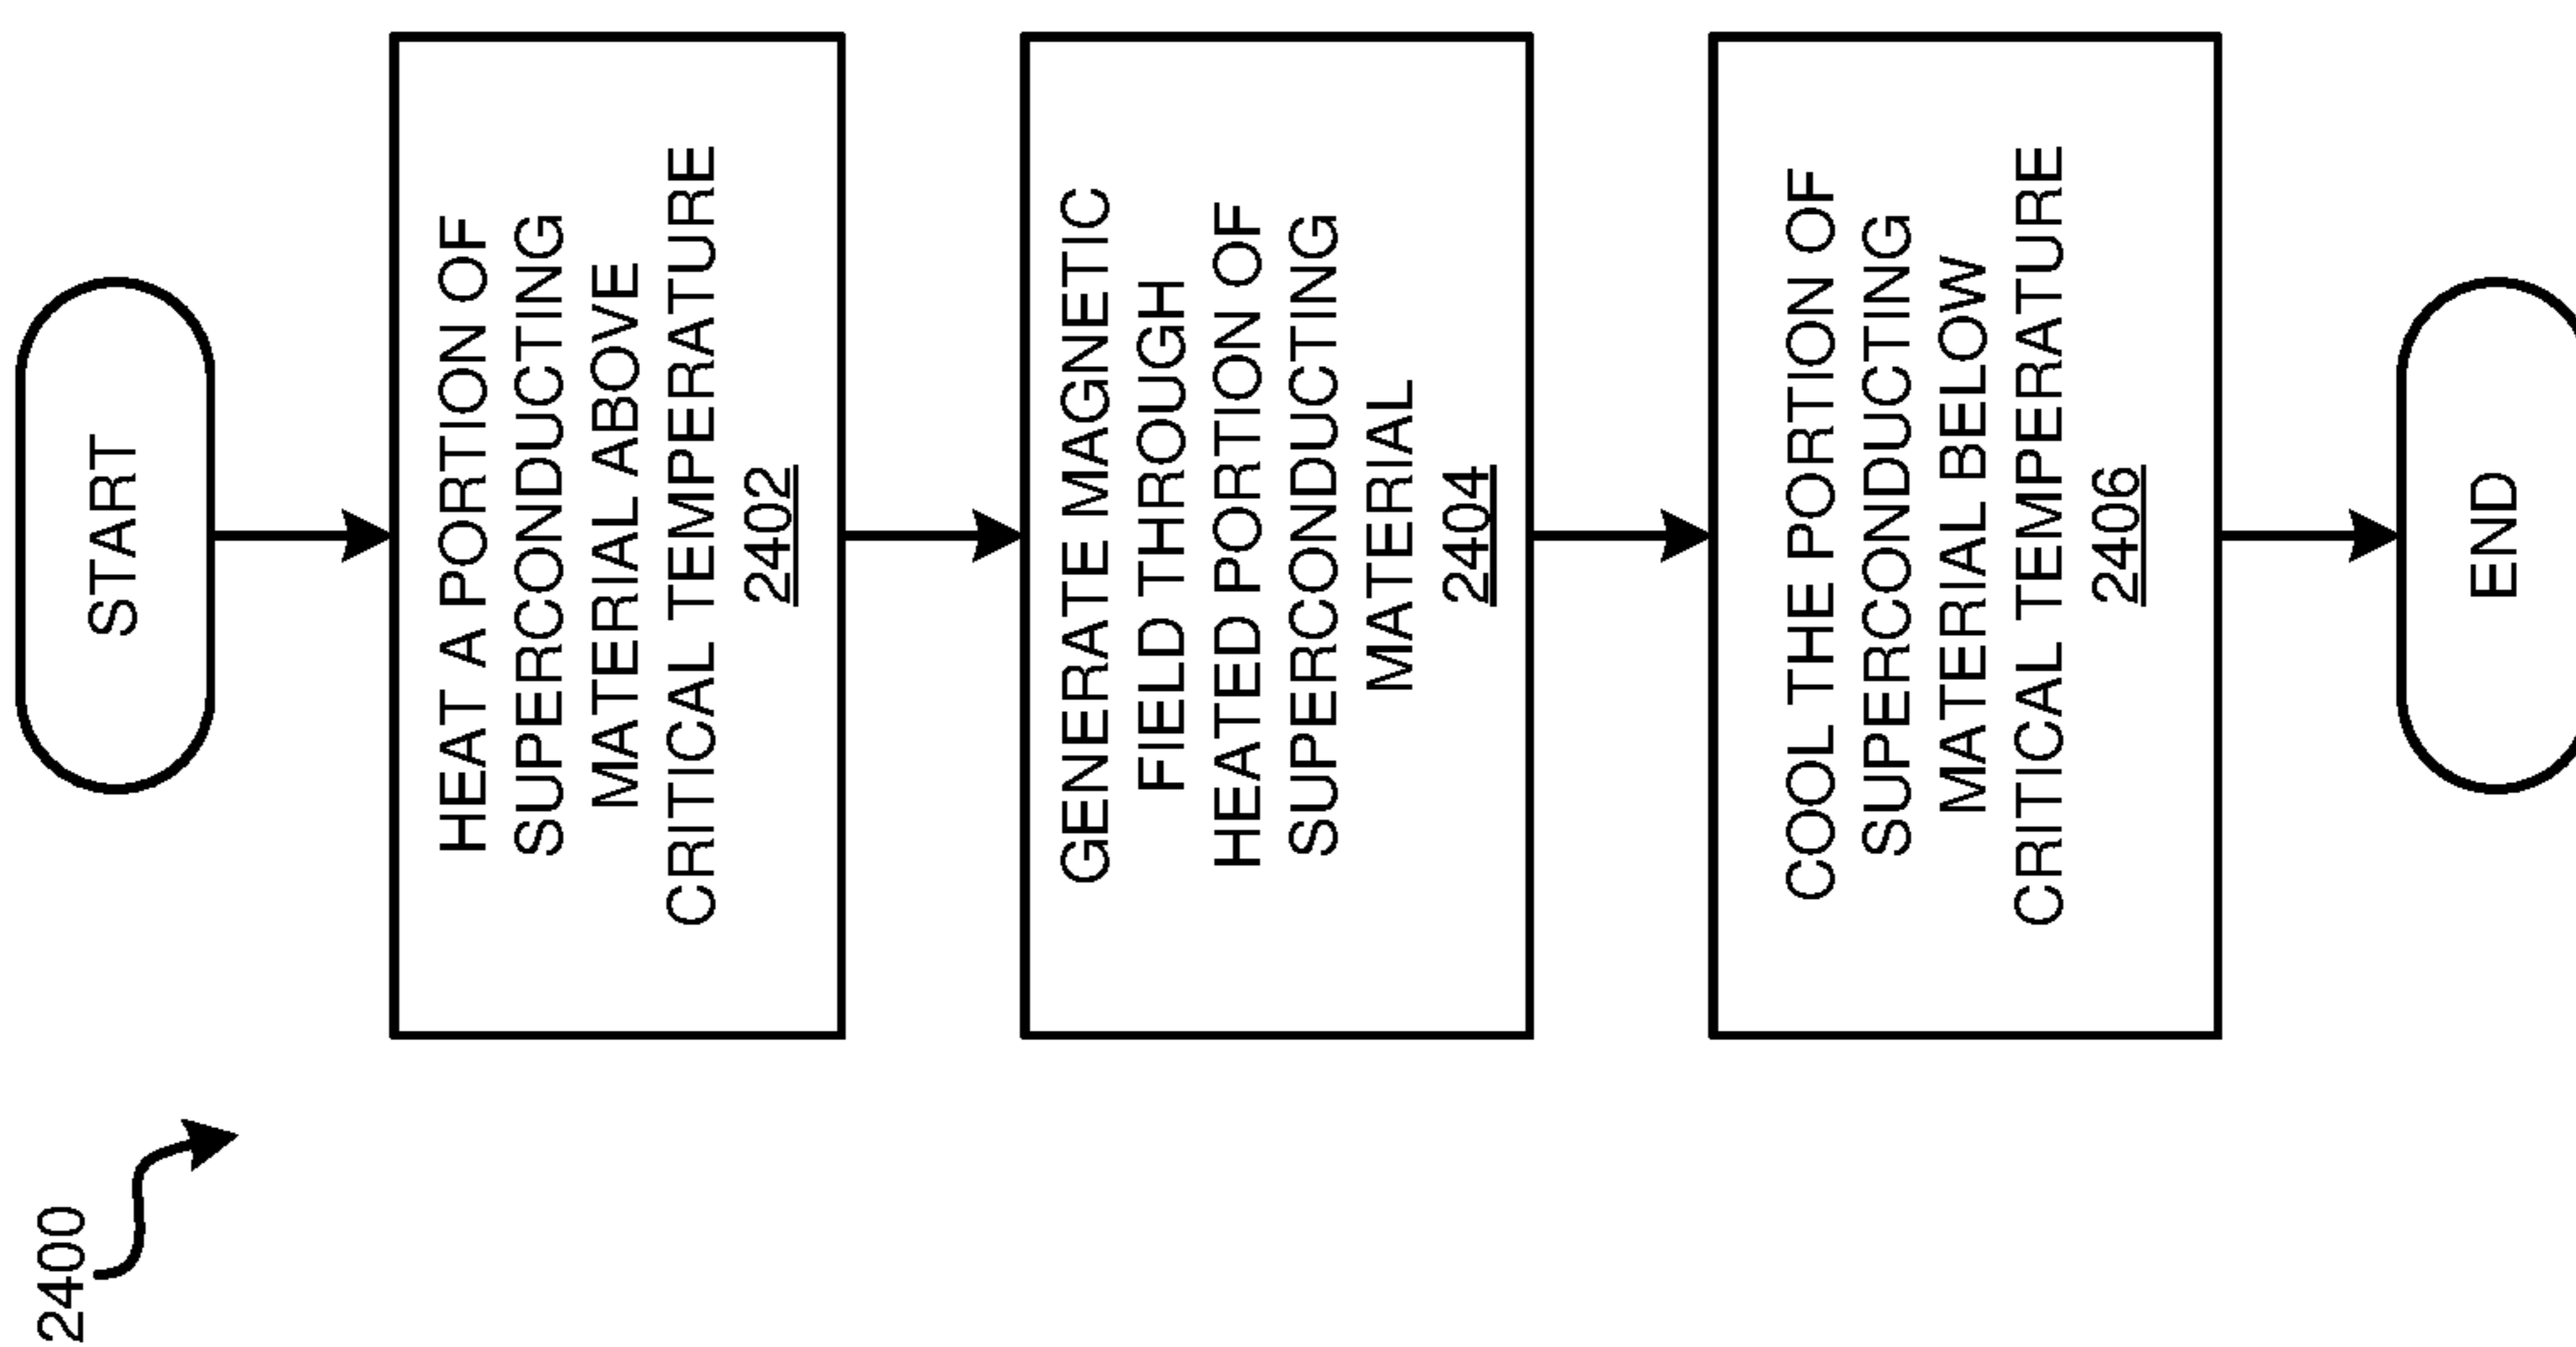 2400
START
HEAT A PORTION OF
SUPERCONDUCTING
MATERIAL ABOVE
CRITICAL TEMPERATURE
2402
GENERATE MAGNETIC
FIELD THROUGH
HEATED PORTION OF
SUPERCONDUCTING
MATERIAL
2404
COOL THE PORTION OF
SUPERCONDUCTING
MATERIAL BELOW
CRITICAL TEMPERATURE
2406
END